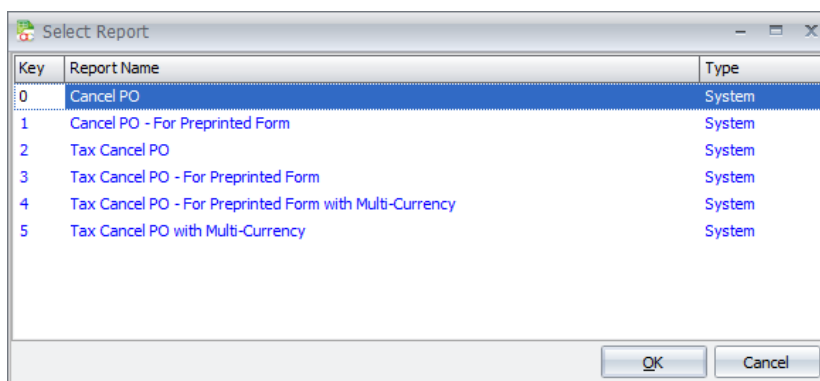 Select Report
Key Report Name Type
0 Cancel PO System
1 Cancel PO - For Preprinted Form System
2 Tax Cancel PO System
3 Tax Cancel PO - For Preprinted Form System
4 Tax Cancel PO - For Preprinted Form with Multi-Currency System
5 Tax Cancel PO with Multi-Currency System
OK Cancel